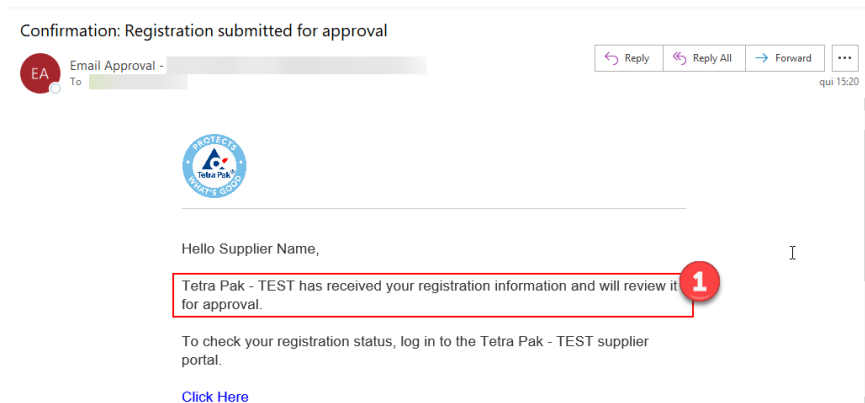 Confirmation: Registration submitted for approval
EA
Email Approval -
To
Reply
Reply All
Forward
qui 15:20
PROTECTS
Tetra Pak®
WHAT'S GOOD
Hello Supplier Name,
Tetra Pak - TEST has received your registration information and will review it
for approval.
1
To check your registration status, log in to the Tetra Pak - TEST supplier
portal.
Click Here